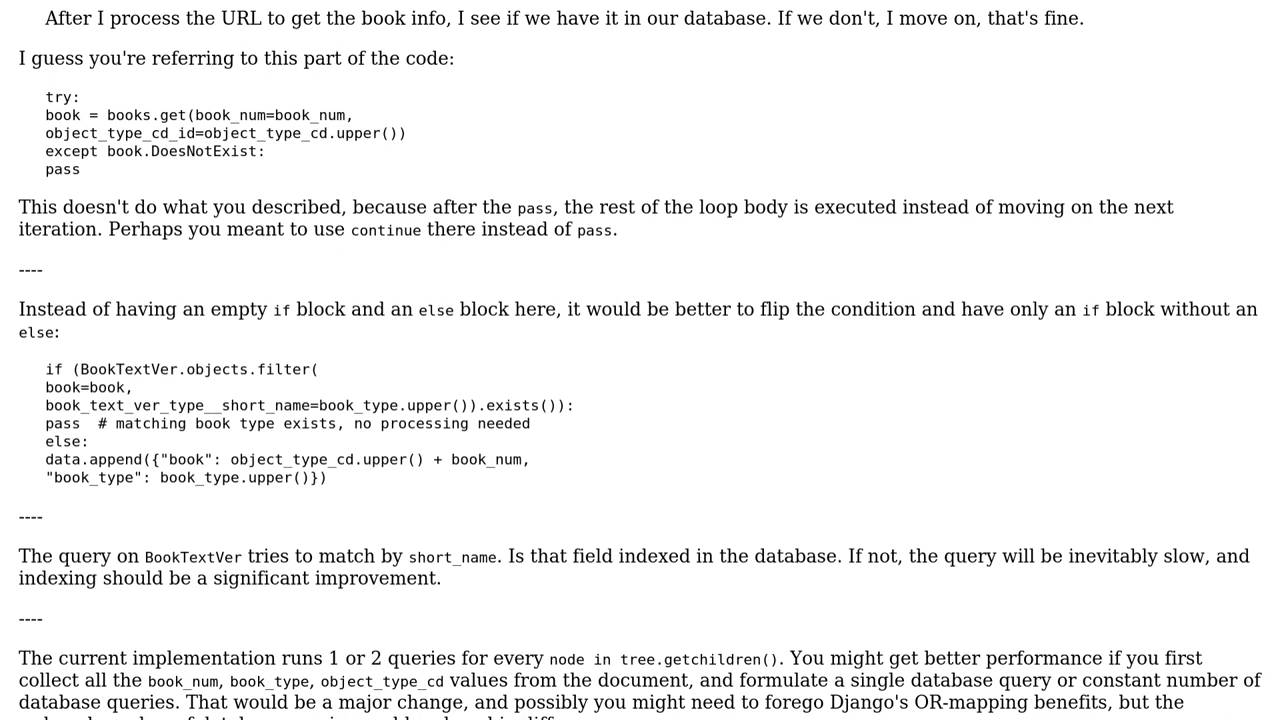 After I process the URL to get the book info, I see if we have it in our database. If we don't, I move on, that's fine.
I guess you're referring to this part of the code:
try:
book = books.get(book_num=book_num,
object_type_cd_id=object_type_cd.upper())
except book.DoesNotExist:
pass
This doesn't do what you described, because after the pass, the rest of the loop body is executed instead of moving on the next
iteration. Perhaps you meant to use continue there instead of pass.
----
Instead of having an empty if block and an else block here, it would be better to flip the condition and have only an if block without an
else:
if (BookTextVer.objects.filter(
book=book,
book_text_ver_type__short_name=book_type.upper()).exists()):
pass  # matching book type exists, no processing needed
else:
data.append({"book": object_type_cd.upper() + book_num,
"book_type": book_type.upper()})
----
The query on BookTextVer tries to match by short_name. Is that field indexed in the database. If not, the query will be inevitably slow, and
indexing should be a significant improvement.
----
The current implementation runs 1 or 2 queries for every node in tree.getchildren(). You might get better performance if you first
collect all the book_num, book_type, object_type_cd values from the document, and formulate a single database query or constant number of
database queries. That would be a major change, and possibly you might need to forego Django's OR-mapping benefits, but the